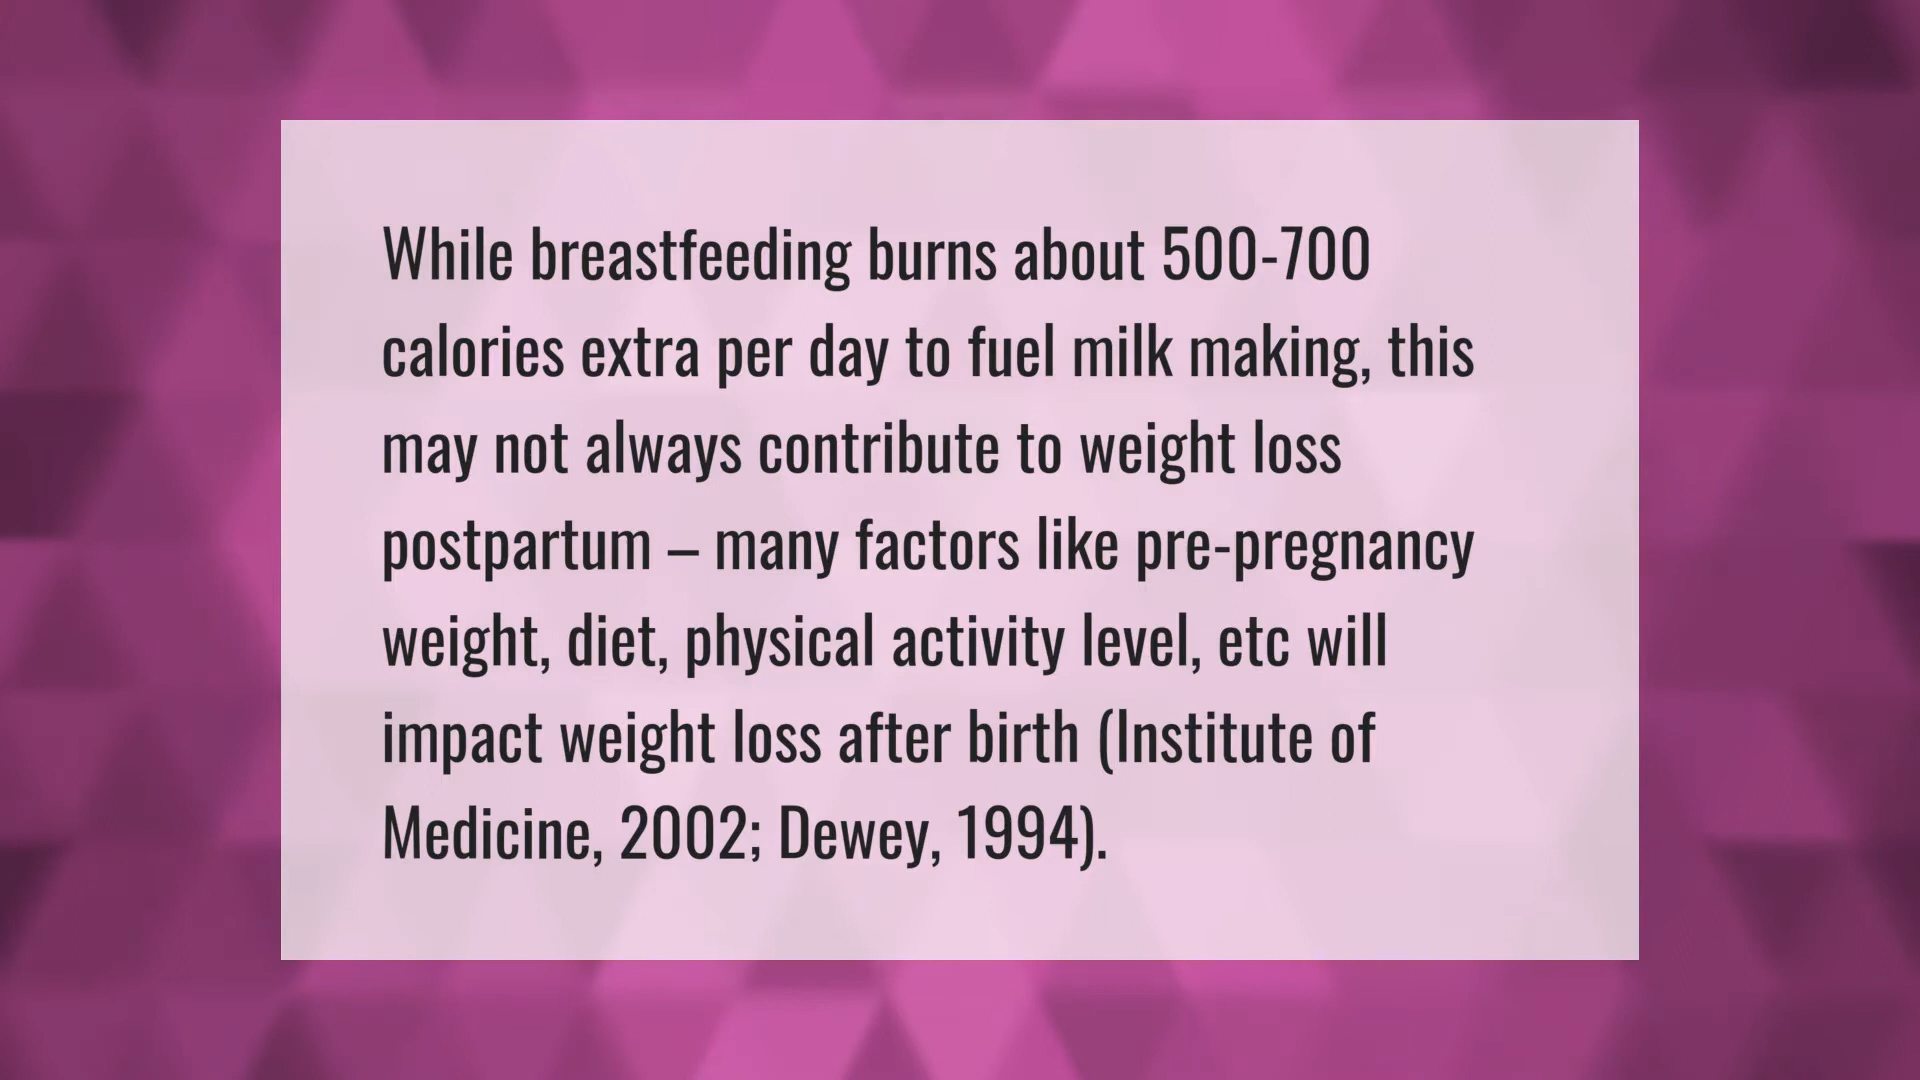 While breastfeeding burns about 500-700
calories extra per day to fuel milk making, this
may not always contribute to weight loss
postpartum – many factors like pre-pregnancy
weight, diet, physical activity level, etc will
impact weight loss after birth (Institute of
Medicine, 2002; Dewey, 1994).